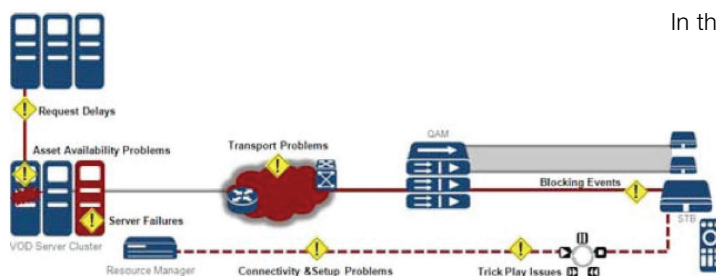 In th
Request Delays
Asset Availability Problems
Transport Problems
QAM
Blocking Events
Server Failures
STB
VOD Server Cluster
Resource Manager
Connectivity &Setup Problems
Trick Play Issues